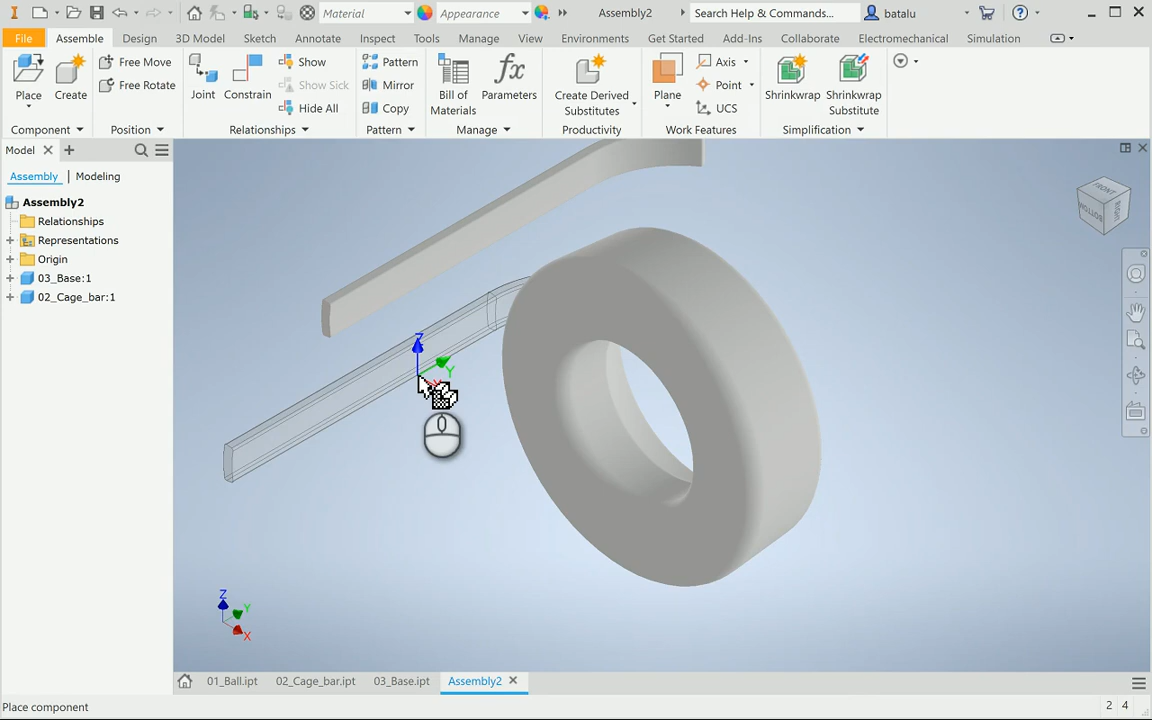 Material
Appearance
Assembly2
Search Help & Commands...
batalu
File
Assemble
Design
3D Model
Sketch
Annotate
Inspect
Tools
Manage
View
Environments
Get Started
Add-Ins
Collaborate
Electromechanical
Simulation
Place
Create
Free Move
Free Rotate
Joint
Constrain
Show
Show Sick
Hide All
Pattern
Mirror
Copy
Bill of
Materials
fx
Parameters
Create Derived
Substitutes
Plane
Axis
Point
UCS
Shrinkwrap
Shrinkwrap
Substitute
Component
Position
Relationships
Pattern
Manage
Productivity
Work Features
Simplification
Model
Assembly
Modeling
Assembly2
Relationships
Representations
Origin
03_Base:1
02_Cage_bar:1
FRONT
BOTTOM
RIGHT
Z
Y
Z
Y
X
01_Ball.ipt
02_Cage_bar.ipt
03_Base.ipt
Assembly2
Place component
2 4